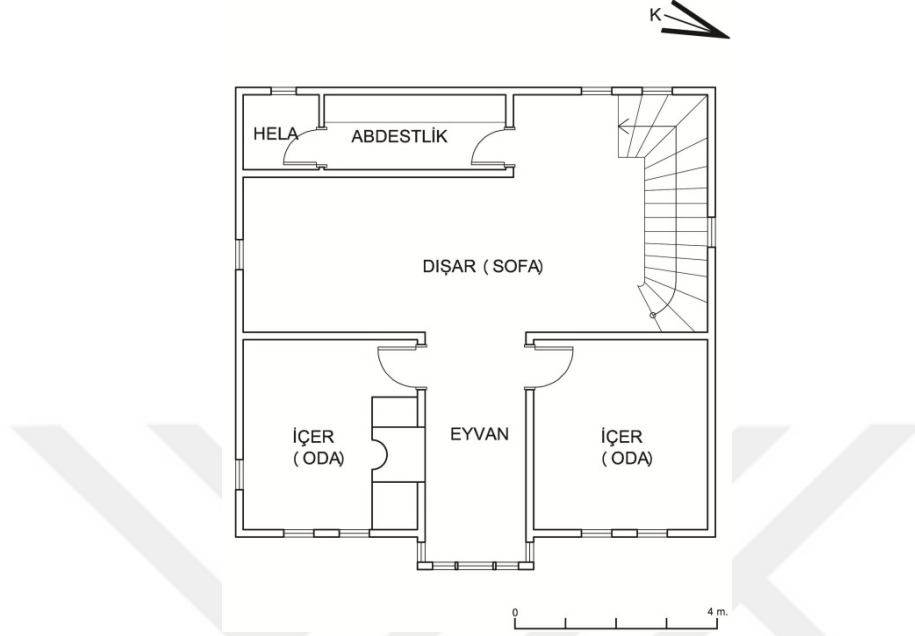 K
HELA
ABDESTLİK
DIŞAR ( SOFA)
İÇER
( ODA)
EYVAN
İÇER
( ODA)
0
4 m.